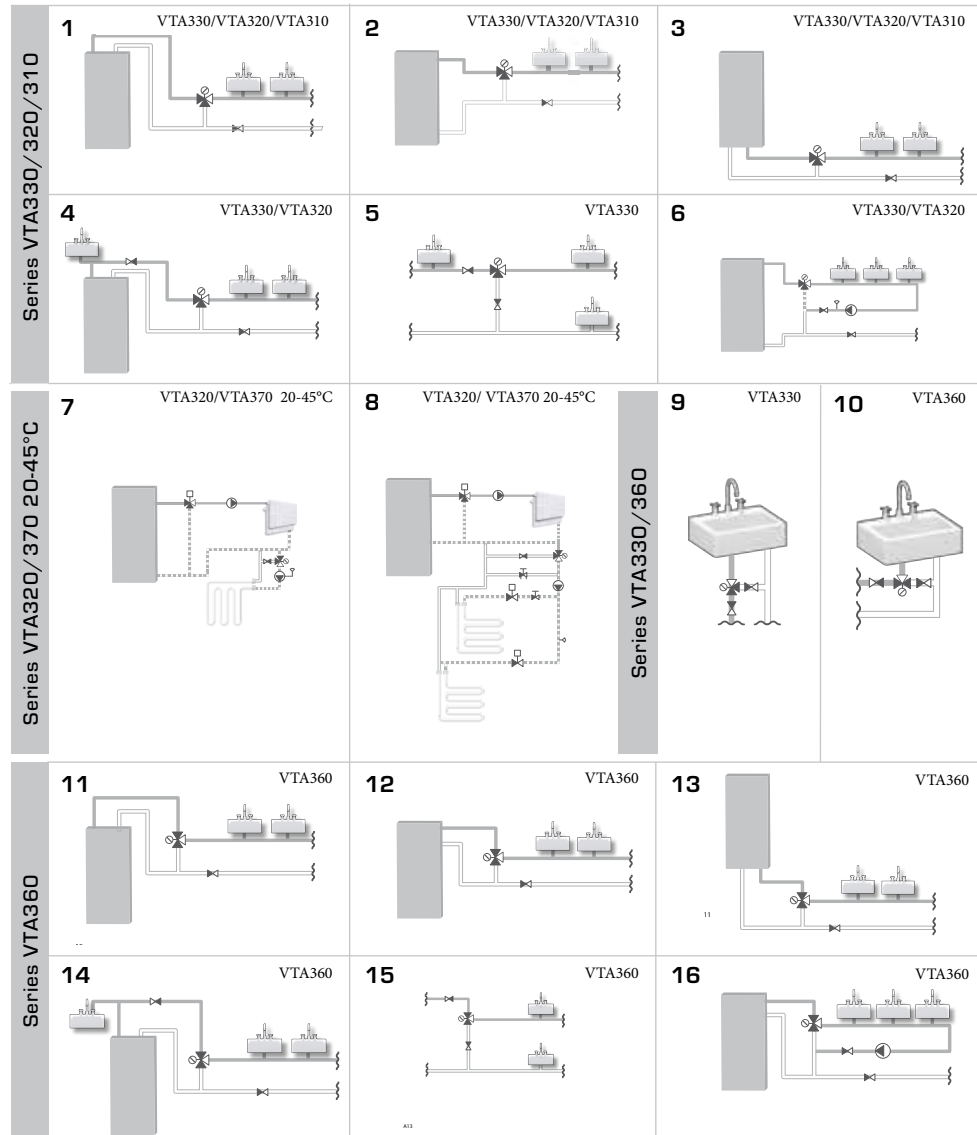 Series VTA330/320/310
1 VTA330/VTA320/VTA310
2 VTA330/VTA320/VTA310
3 VTA330/VTA320/VTA310
4 VTA330/VTA320
5 VTA330
6 VTA330/VTA320
Series VTA320/370 20-45°C
7 VTA320/VTA370 20-45°C
8 VTA320/ VTA370 20-45°C
Series VTA330/360
9 VTA330
10 VTA360
Series VTA360
11 VTA360
12 VTA360
13 VTA360
11
14 VTA360
15 VTA360
A13
16 VTA360